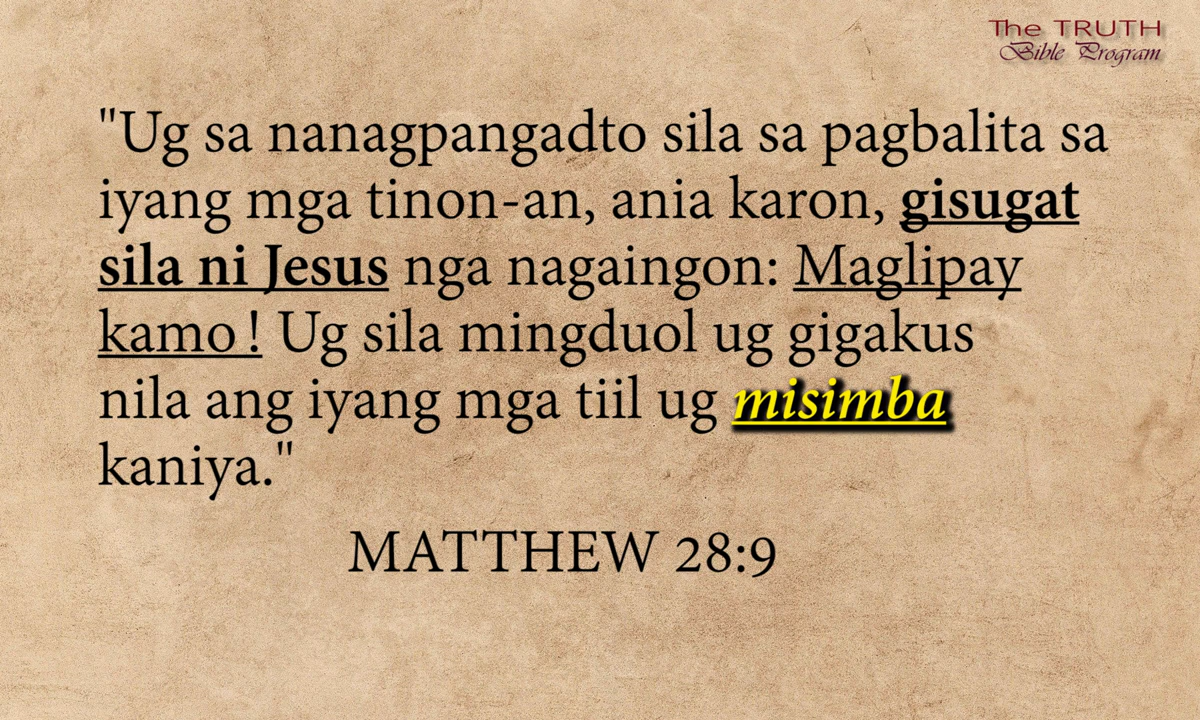 The TRUTH
Bible Program
"Ug sa nanagpangadto sila sa pagbalita sa
iyang mga tinon-an, ania karon, gisugat
sila ni Jesus nga nagaingon: Maglipay
kamo ! Ug sila mingduol ug gigakus
nila ang iyang mga tiil ug misimba
kaniya."
MATTHEW 28:9